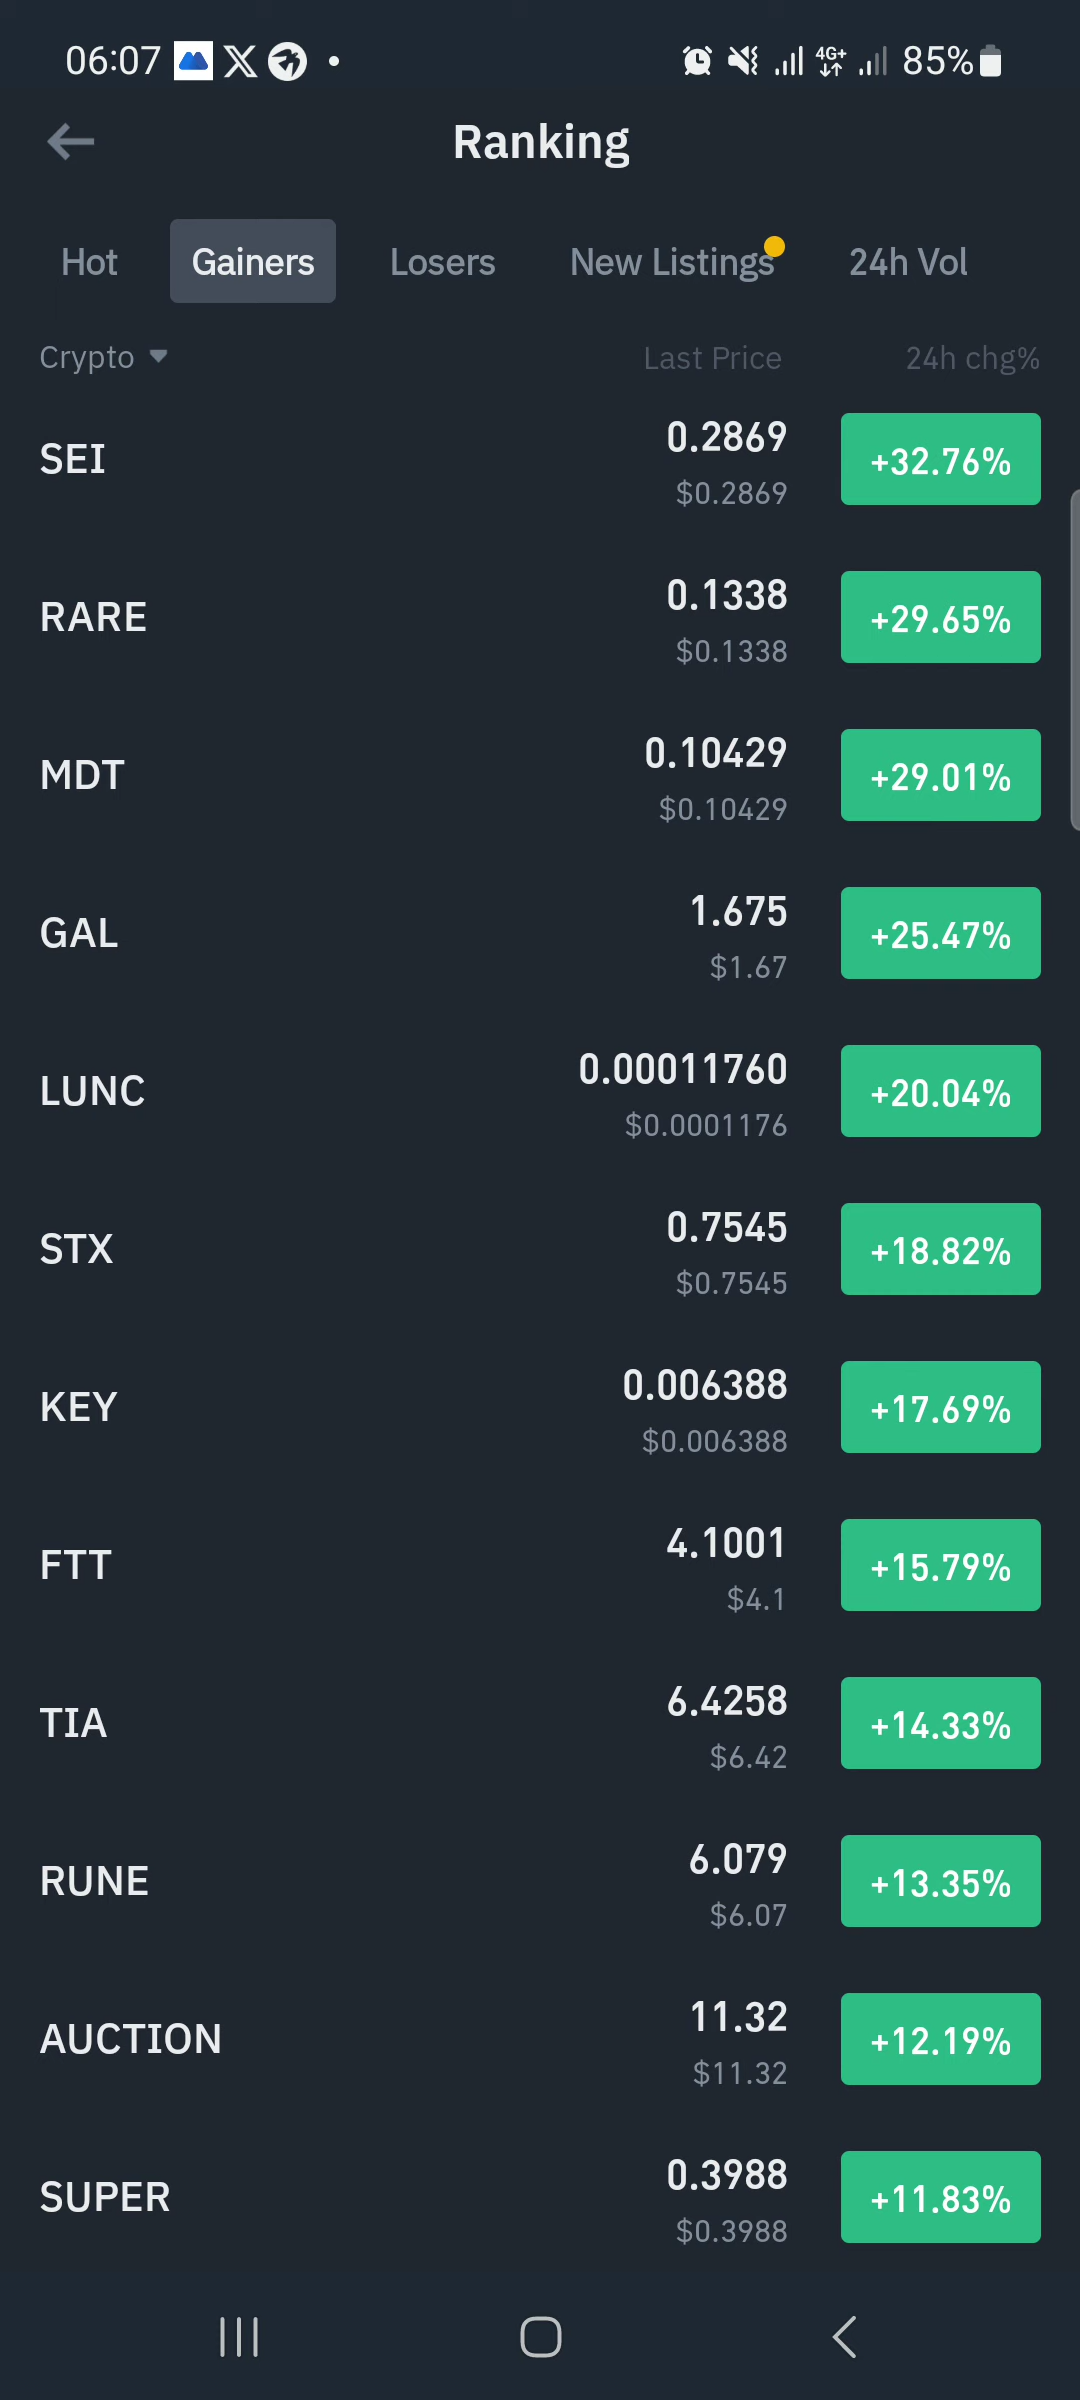 06:07 4G+ 85%
Ranking
Hot Gainers Losers New Listings 24h Vol
Crypto Last Price 24h chg%
SEI 0.2869 +32.76%
$0.2869
RARE 0.1338 +29.65%
$0.1338
MDT 0.10429 +29.01%
$0.10429
GAL 1.675 +25.47%
$1.67
LUNC 0.00011760 +20.04%
$0.0001176
STX 0.7545 +18.82%
$0.7545
KEY 0.006388 +17.69%
$0.006388
FTT 4.1001 +15.79%
$4.1
TIA 6.4258 +14.33%
$6.42
RUNE 6.079 +13.35%
$6.07
AUCTION 11.32 +12.19%
$11.32
SUPER 0.3988 +11.83%
$0.3988